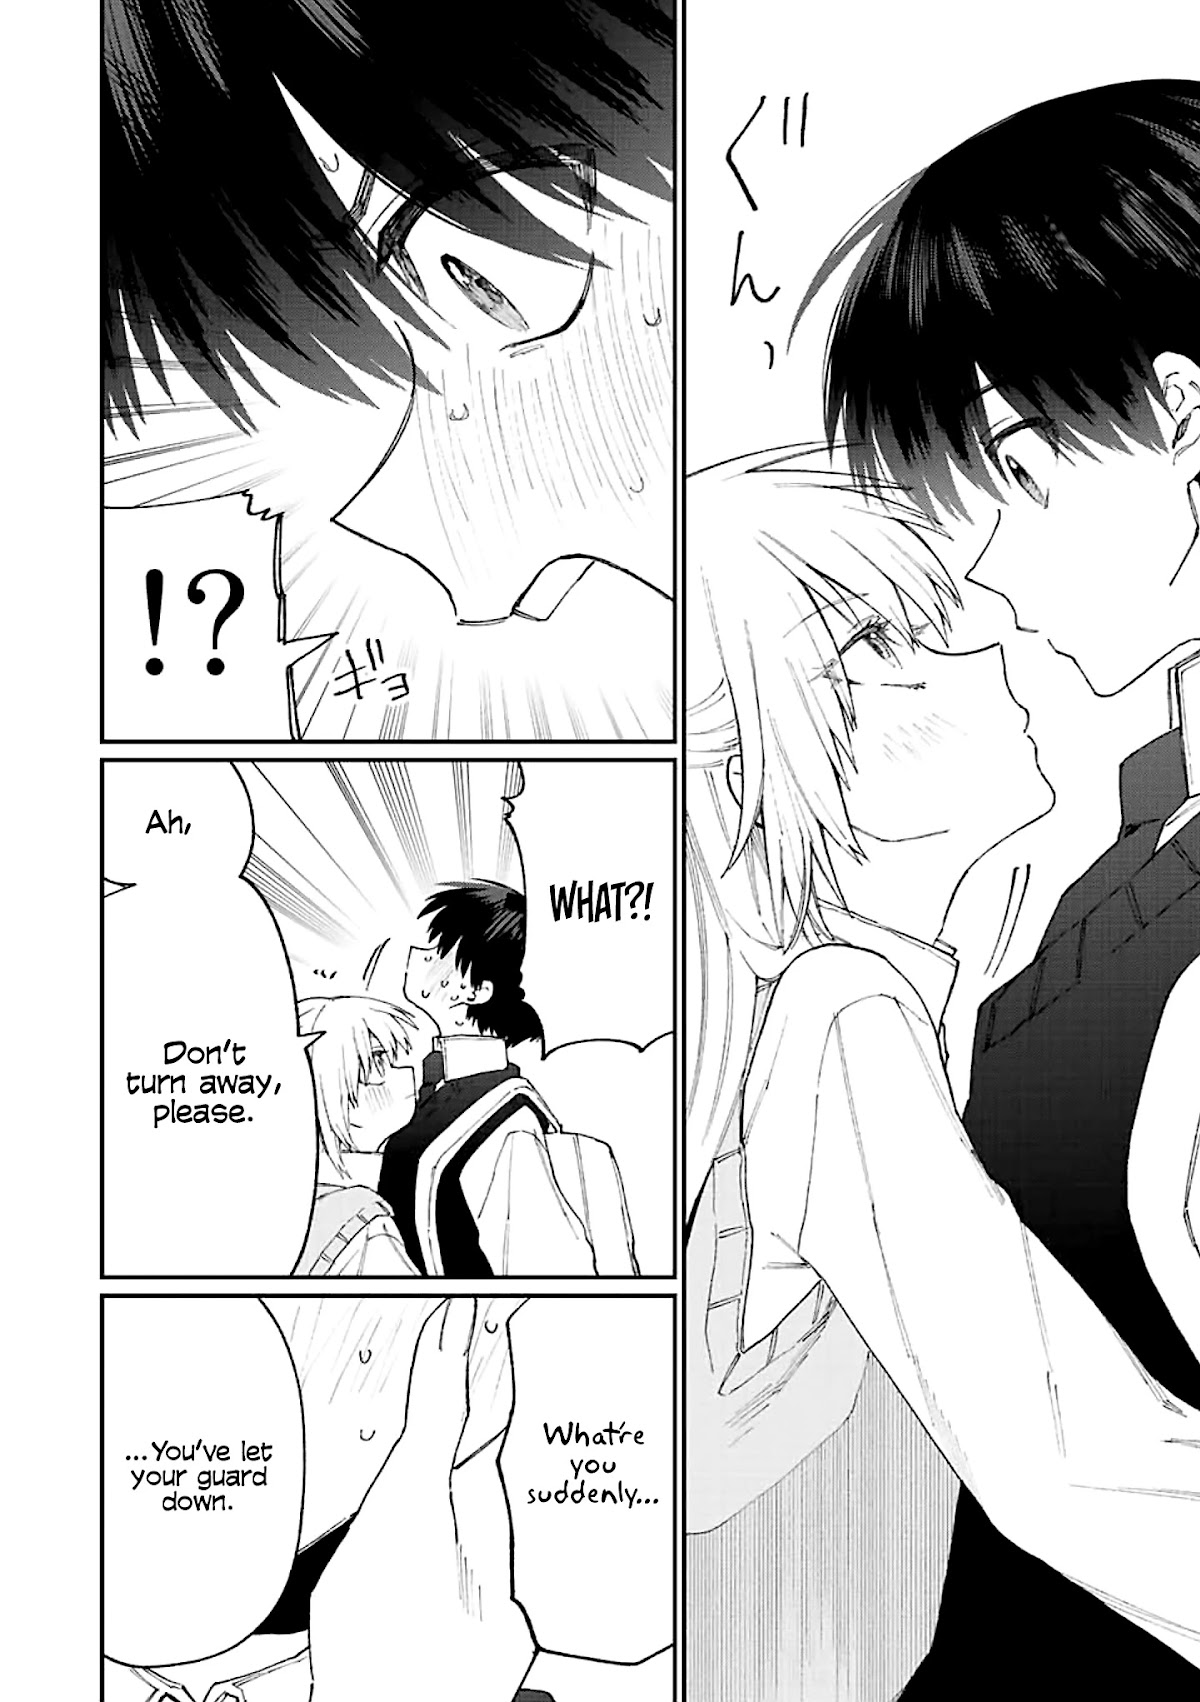 ぐんっ
!?
ギョ
WHAT?!
Ah,
Don't
turn away,
please.
What're
you
suddenly...
...You've let
your guard
down.